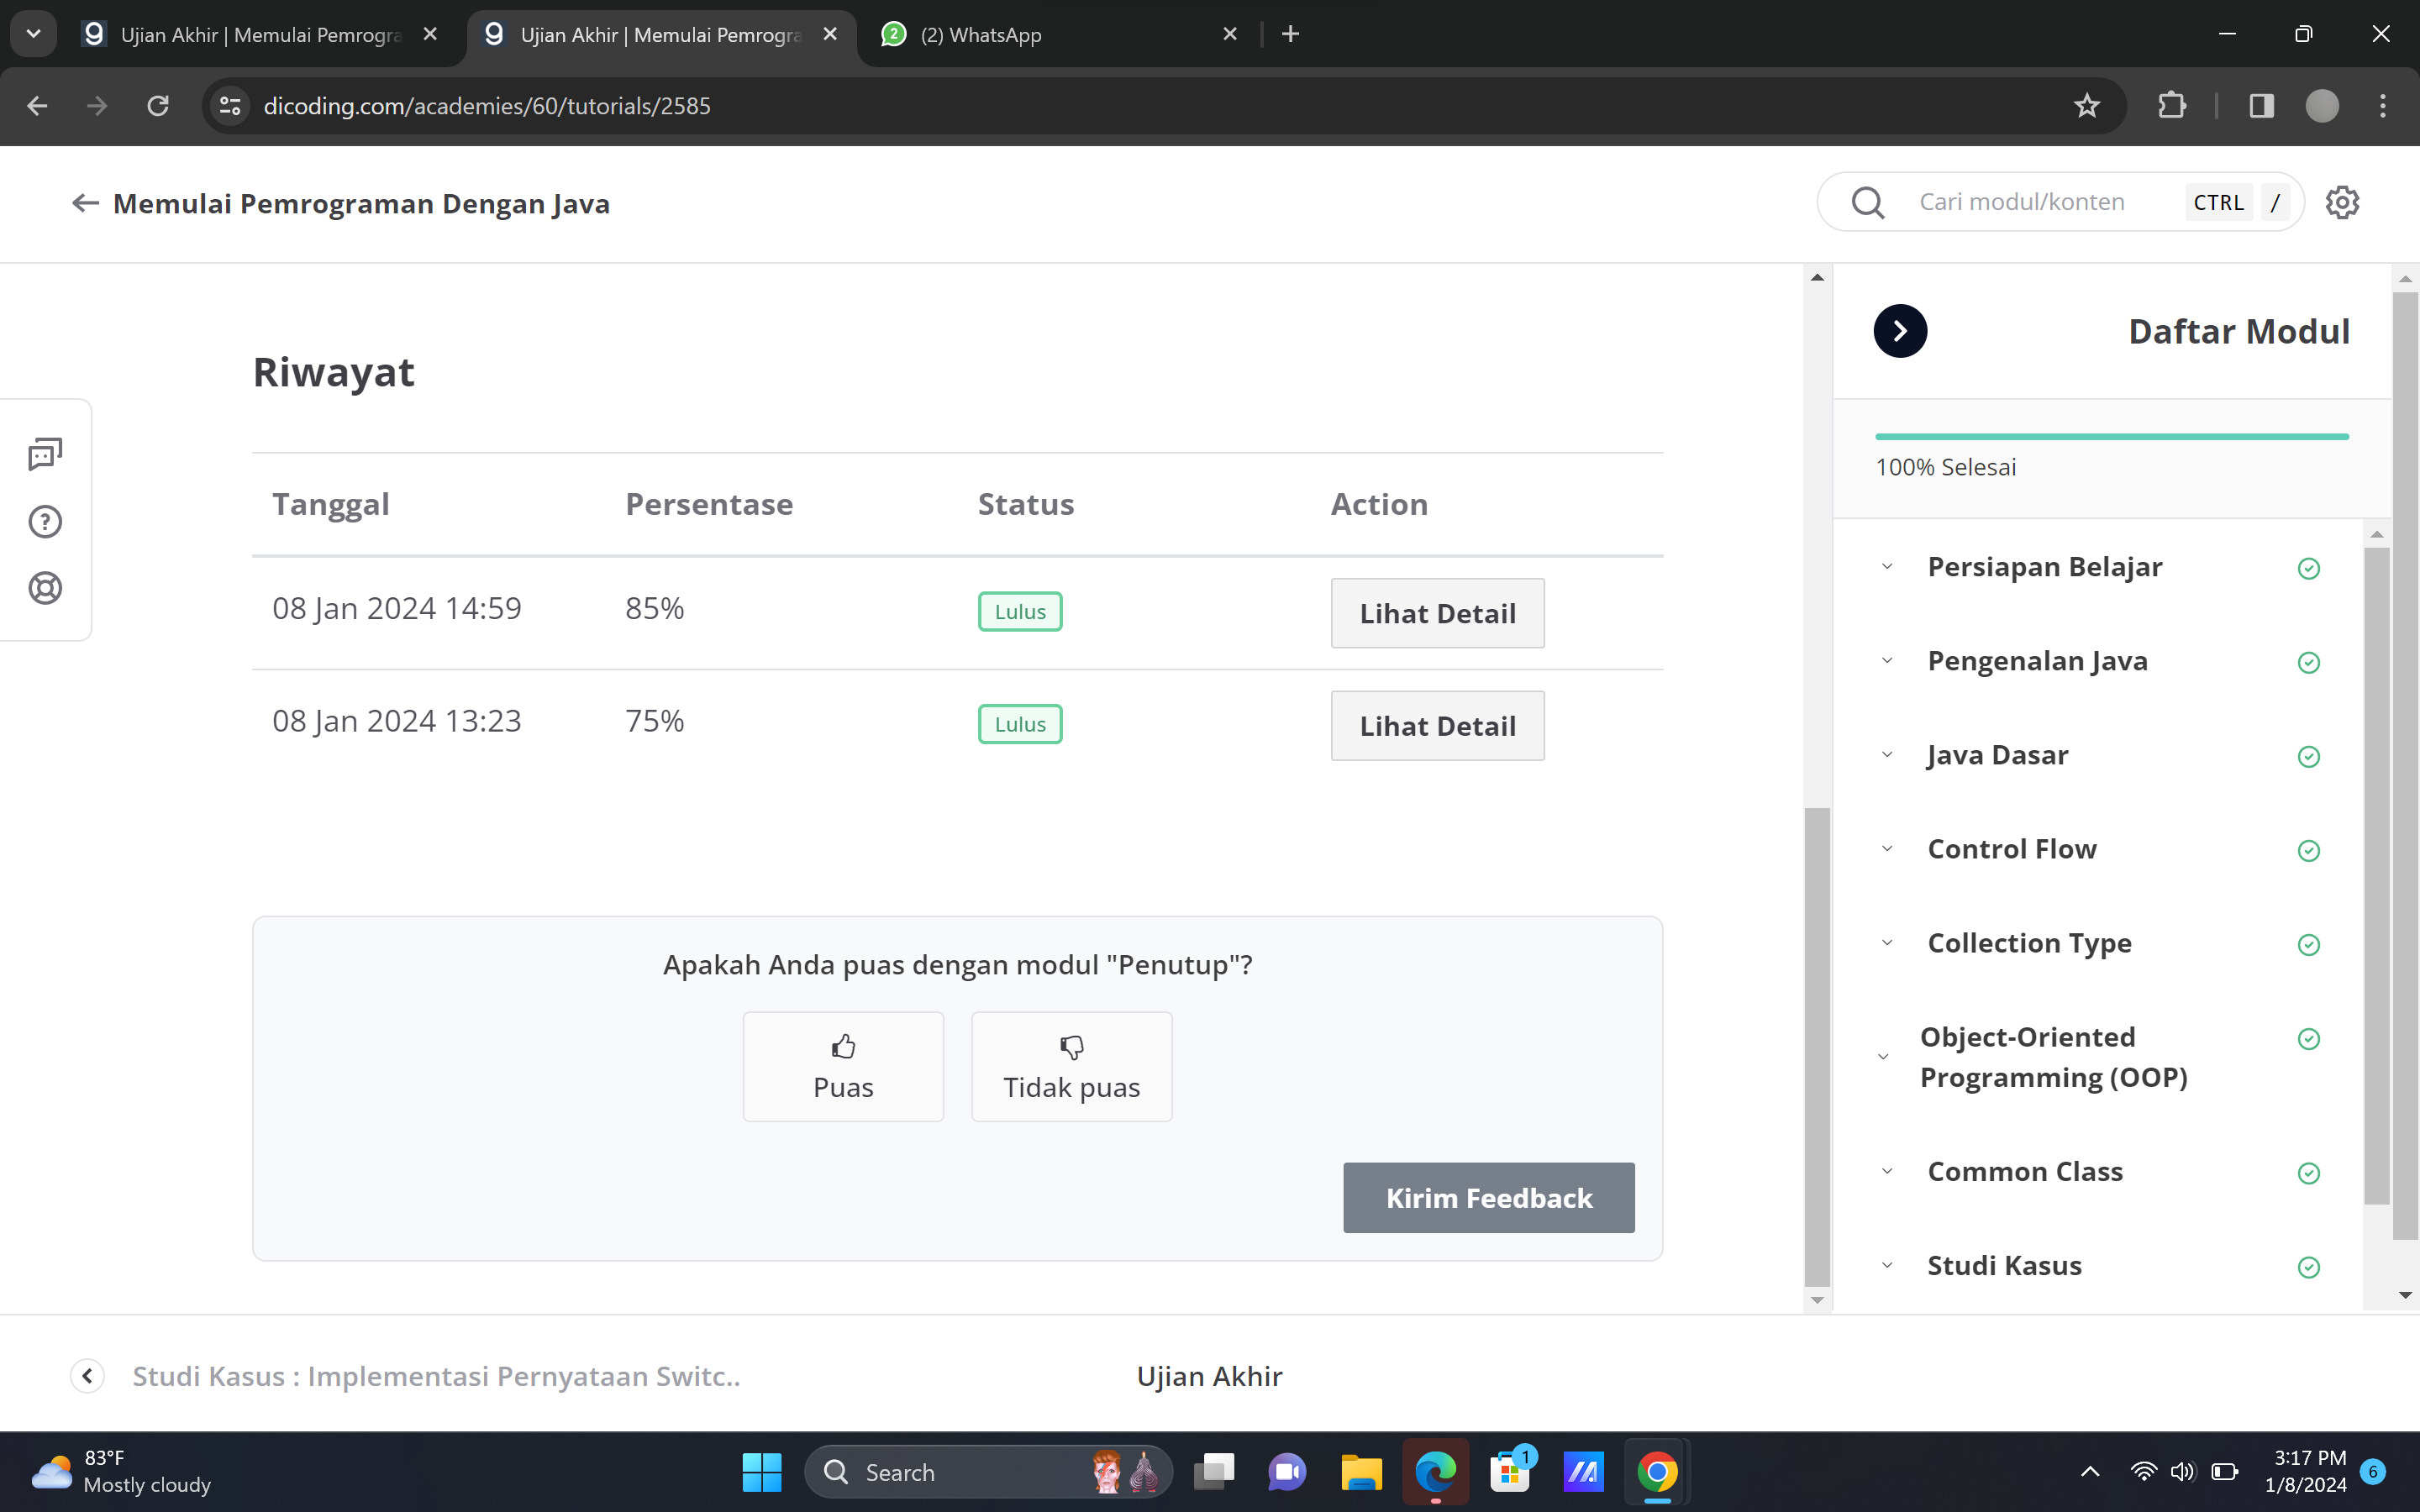 Ujian Akhir | Memulai Pemrogra
Ujian Akhir | Memulai Pemrogra
2
(2) WhatsApp
dicoding.com/academies/60/tutorials/2585
Memulai Pemrograman Dengan Java
Cari modul/konten
CTRL
/
Riwayat
Tanggal Persentase Status Action
08 Jan 2024 14:59 85% Lulus Lihat Detail
08 Jan 2024 13:23 75% Lulus Lihat Detail
Apakah Anda puas dengan modul "Penutup"?
Puas
Tidak puas
Kirim Feedback
Daftar Modul
100% Selesai
Persiapan Belajar
Pengenalan Java
Java Dasar
Control Flow
Collection Type
Object-Oriented
Programming (OOP)
Common Class
Studi Kasus
Studi Kasus : Implementasi Pernyataan Switc..
Ujian Akhir
83°F
Mostly cloudy
Search
1
3:17 PM
1/8/2024
6